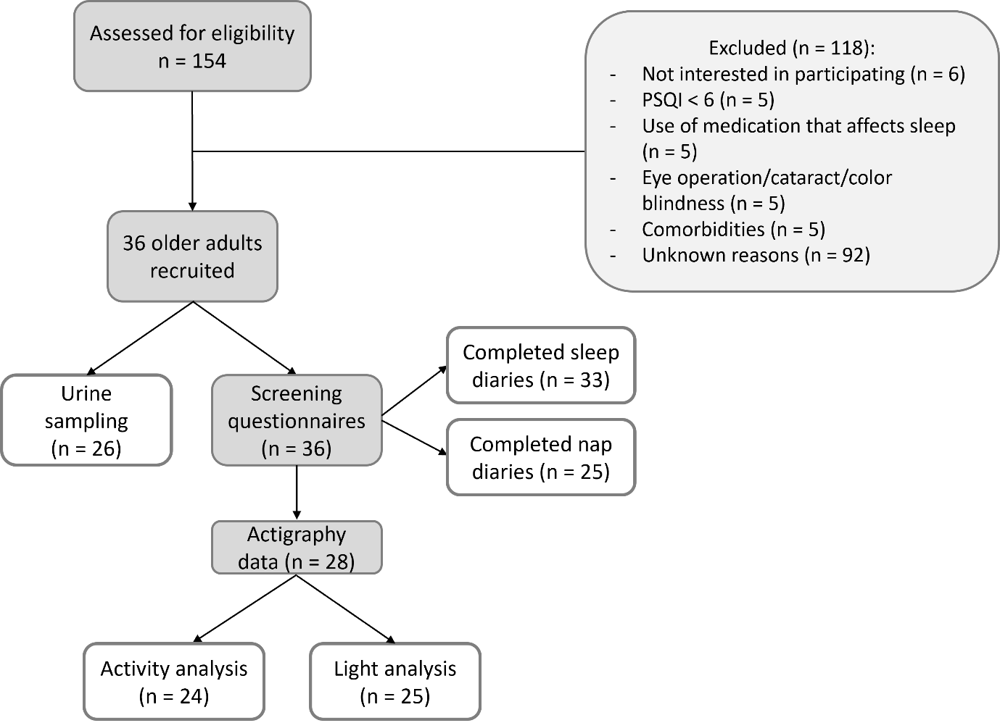 Assessed for eligibility
n = 154
Excluded (n = 118):
- Not interested in participating (n = 6)
- PSQI < 6 (n = 5)
- Use of medication that affects sleep
(n = 5)
- Eye operation/cataract/color
blindness (n = 5)
- Comorbidities (n = 5)
- Unknown reasons (n = 92)
36 older adults
recruited
Urine
sampling
(n = 26)
Screening
questionnaires
(n = 36)
Completed sleep
diaries (n = 33)
Completed nap
diaries (n = 25)
Actigraphy
data (n = 28)
Activity analysis
(n = 24)
Light analysis
(n = 25)